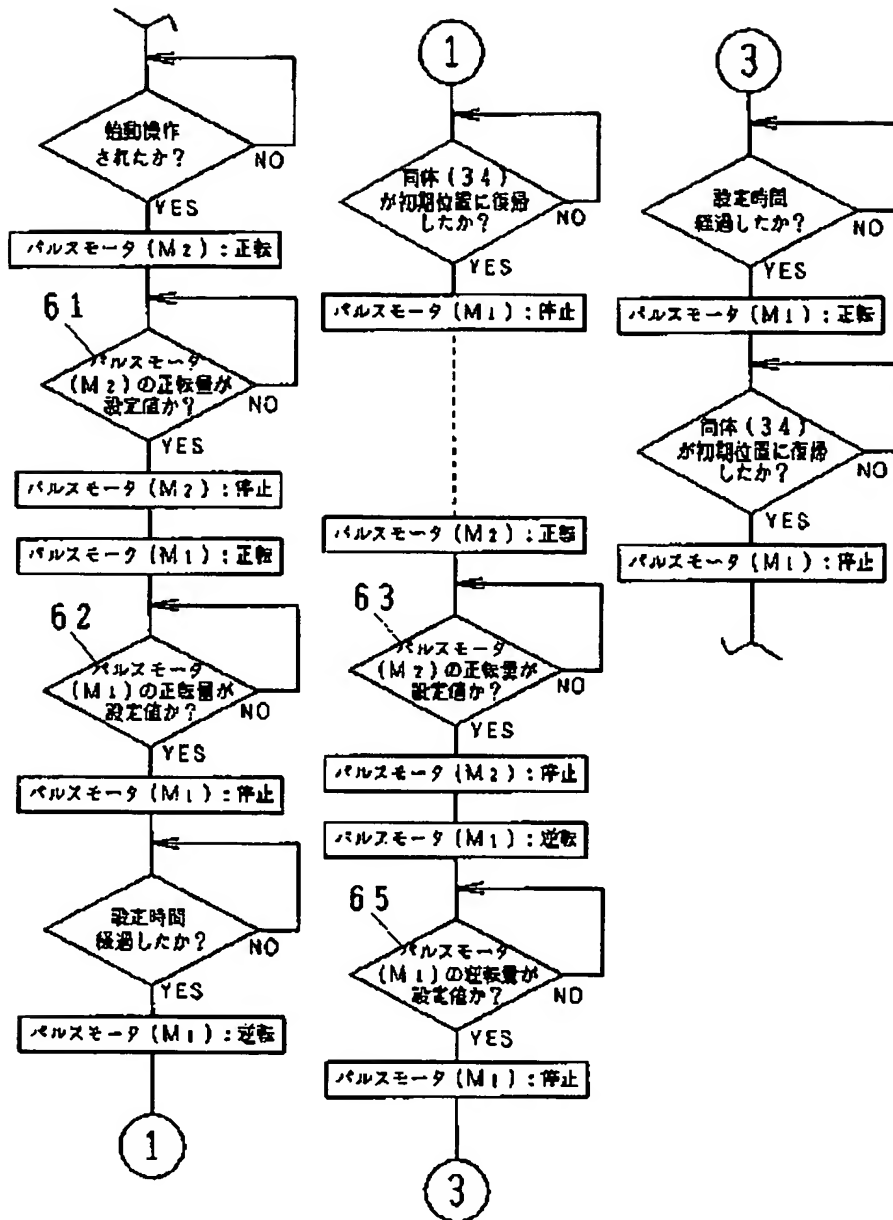 始動操作
されたか?
NO
YES
パルスモータ(M2):正転
61
パルスモータ
(M2)の正転量が
設定値か?
NO
YES
パルスモータ(M2):停止
パルスモータ(M1):正転
62
パルスモータ
(M1)の正転量が
設定値か?
NO
YES
パルスモータ(M1):停止
設定時間
経過したか?
NO
YES
パルスモータ(M1):逆転
1
1
同体(34)
が初期位置に復帰
したか?
NO
YES
パルスモータ(M1):停止
パルスモータ(M2):正転
63
パルスモータ
(M2)の正転量が
設定値か?
NO
YES
パルスモータ(M2):停止
パルスモータ(M1):逆転
65
パルスモータ
(M1)の逆転量が
設定値か?
NO
YES
パルスモータ(M1):停止
3
3
設定時間
経過したか?
NO
YES
パルスモータ(M1):正転
同体(34)
が初期位置に復帰
したか?
NO
YES
パルスモータ(M1):停止